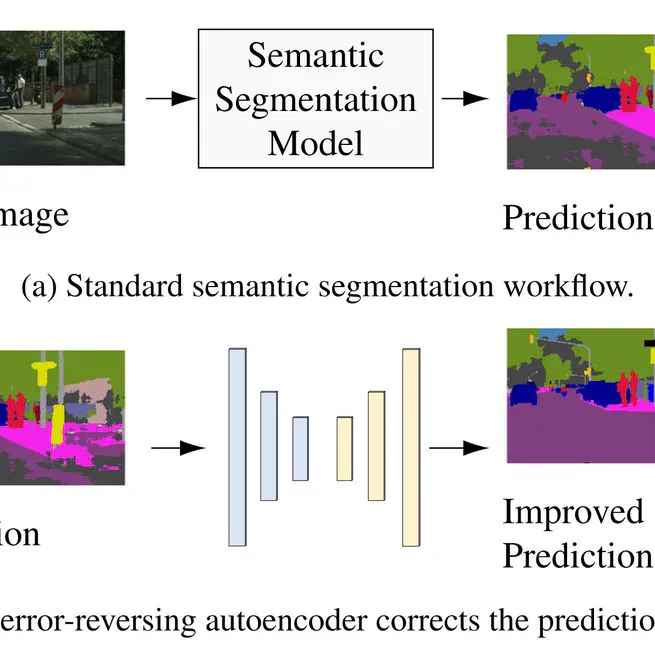 Semantic
Segmentation
Model
mage
Prediction
(a) Standard semantic segmentation workflow.
ion
Improved
Prediction
error-reversing autoencoder corrects the predictio